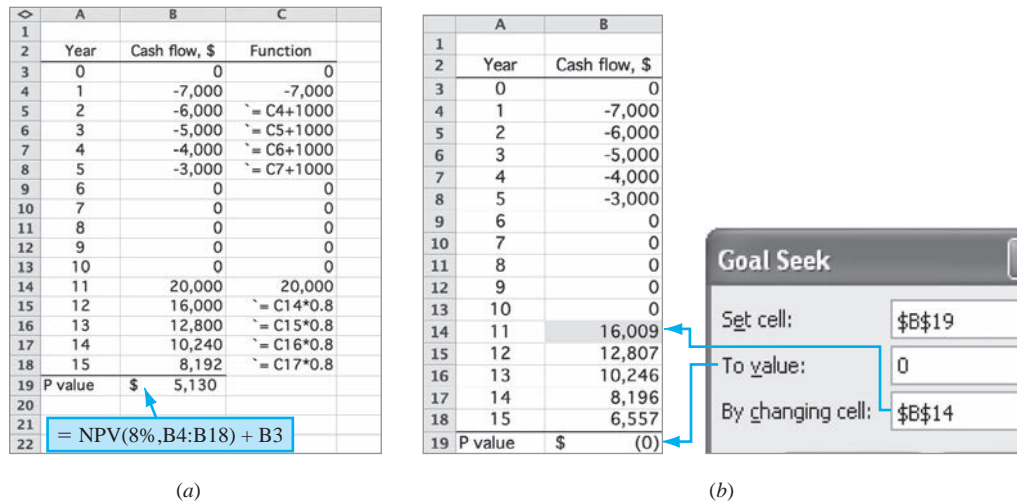 A B C
1
2 Year Cash flow, $ Function
3 0 0 0
4 1 -7,000 -7,000
5 2 -6,000 `= C4+1000
6 3 -5,000 `= C5+1000
7 4 -4,000 `= C6+1000
8 5 -3,000 `= C7+1000
9 6 0 0
10 7 0 0
11 8 0 0
12 9 0 0
13 10 0 0
14 11 20,000 20,000
15 12 16,000 `= C14*0.8
16 13 12,800 `= C15*0.8
17 14 10,240 `= C16*0.8
18 15 8,192 `= C17*0.8
19 P value $ 5,130
20
21
22
= NPV(8%,B4:B18) + B3
(a)
A B
1
2 Year Cash flow, $
3 0 0
4 1 -7,000
5 2 -6,000
6 3 -5,000
7 4 -4,000
8 5 -3,000
9 6 0
10 7 0
11 8 0
12 9 0
13 10 0
14 11 16,009
15 12 12,807
16 13 10,246
17 14 8,196
18 15 6,557
19 P value $ (0)
Goal Seek
Set cell: $B$19
To value: 0
By changing cell: $B$14
(b)